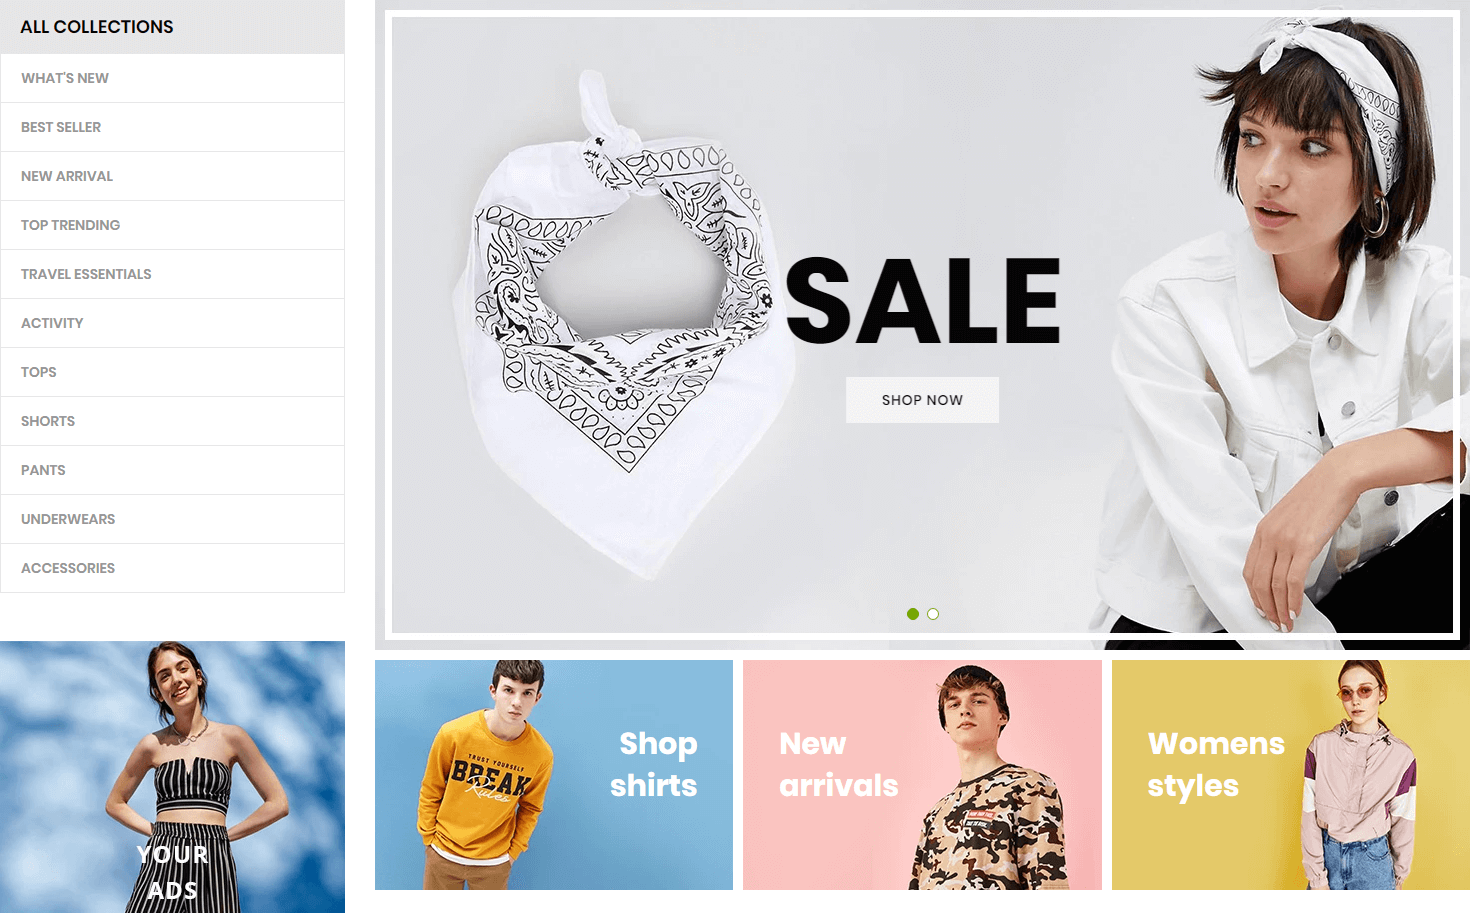 ALL COLLECTIONS
WHAT'S NEW
BEST SELLER
NEW ARRIVAL
TOP TRENDING
TRAVEL ESSENTIALS
ACTIVITY
TOPS
SHORTS
PANTS
UNDERWEARS
ACCESSORIES
YOUR
ADS
SALE
SHOP NOW
TRUST YOURSELF
BREAK
Rules
Shop
shirts
New
arrivals
Womens
styles